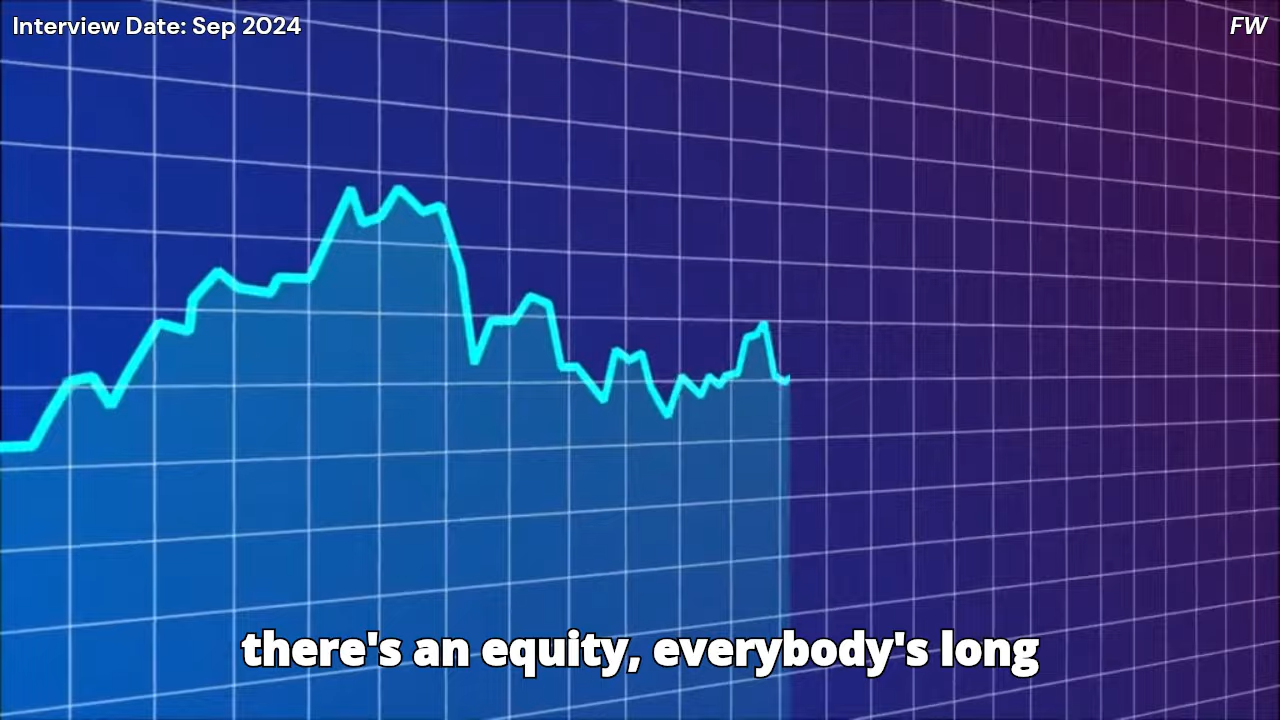 Interview Date: Sep 2024
FW
there's an equity, everybody's long